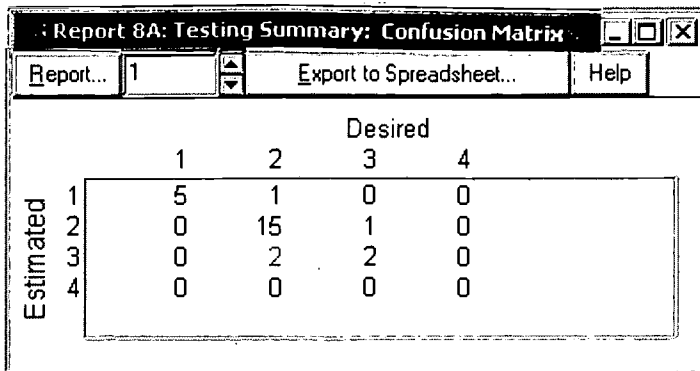 Report 8A: Testing Summary: Confusion Matrix
Report... 1 Export to Spreadsheet... Help
Desired
1 2 3 4
Estimated
1 5 1 0 0
2 0 15 1 0
3 0 2 2 0
4 0 0 0 0